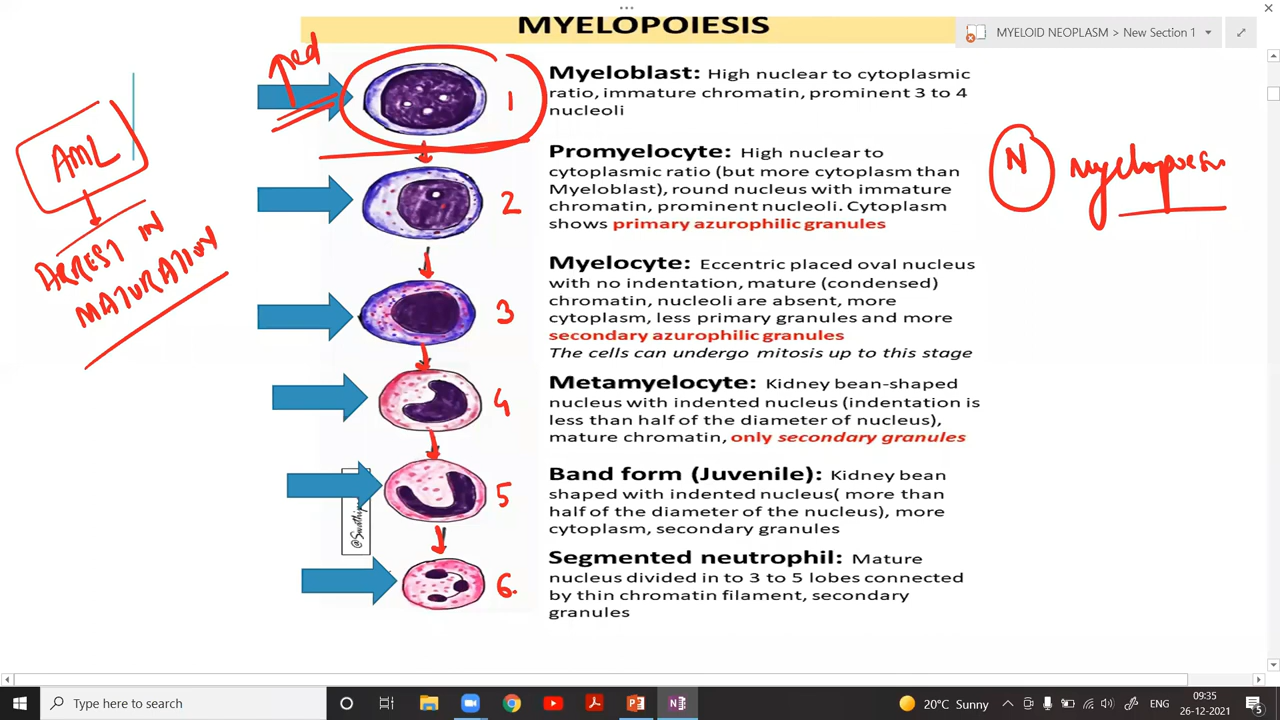 MYELOPOIESIS
MYELOID NEOPLASM > New Section 1
Myeloblast: High nuclear to cytoplasmic
ratio, immature chromatin, prominent 3 to 4
nucleoli
Promyelocyte: High nuclear to
cytoplasmic ratio (but more cytoplasm than
Myeloblast), round nucleus with immature
chromatin, prominent nucleoli. Cytoplasm
shows primary azurophilic granules
Myelocyte: Eccentric placed oval nucleus
with no indentation, mature (condensed)
chromatin, nucleoli are absent, more
cytoplasm, less primary granules and more
secondary azurophilic granules
The cells can undergo mitosis up to this stage
Metamyelocyte: Kidney bean-shaped
nucleus with indented nucleus (indentation is
less than half of the diameter of nucleus),
mature chromatin, only secondary granules
Band form (Juvenile): Kidney bean
shaped with indented nucleus( more than
half of the diameter of the nucleus), more
cytoplasm, secondary granules
Segmented neutrophil: Mature
nucleus divided in to 3 to 5 lobes connected
by thin chromatin filament, secondary
granules
↑red
1
2
3
4
5
6.
AML
ARREST IN
MATURATION
N
myelopoesis
Type here to search
20°C Sunny
ENG
09:35
26-12-2021
5